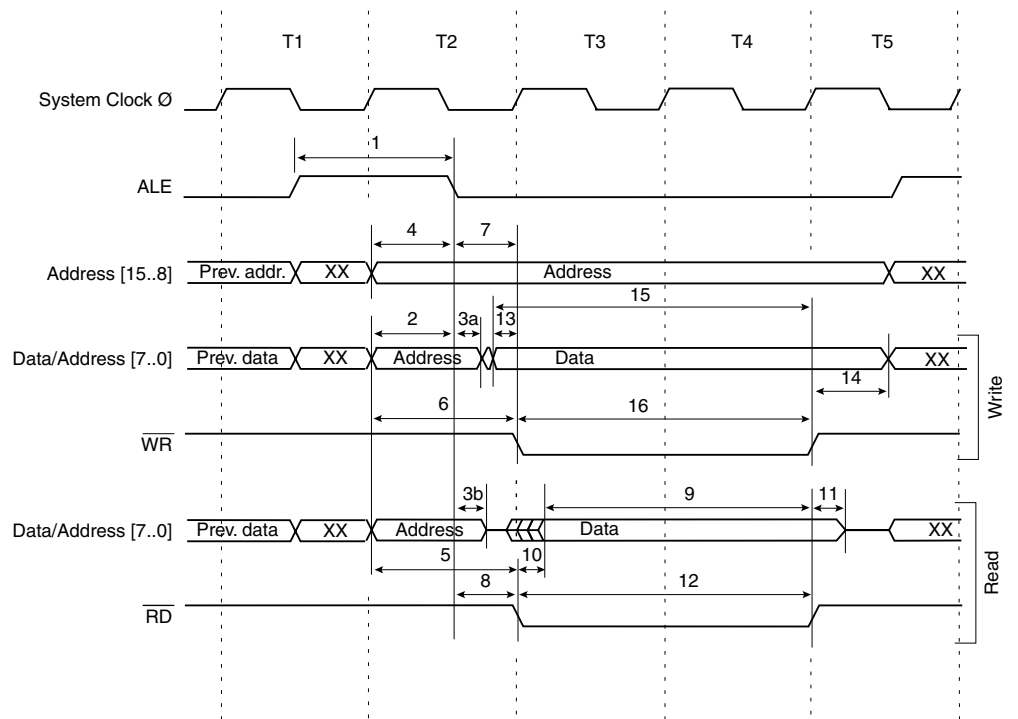 T1 T2 T3 T4 T5
System Clock Ø
1
ALE
4 7
Address [15..8] Prev. addr. XX Address XX
15
2 3a 13
Data/Address [7..0] Prev. data XX Address Data XX
14
6 16
WR
Write
3b 9 11
Data/Address [7..0] Prev. data XX Address Data XX
5 10
8 12
RD
Read